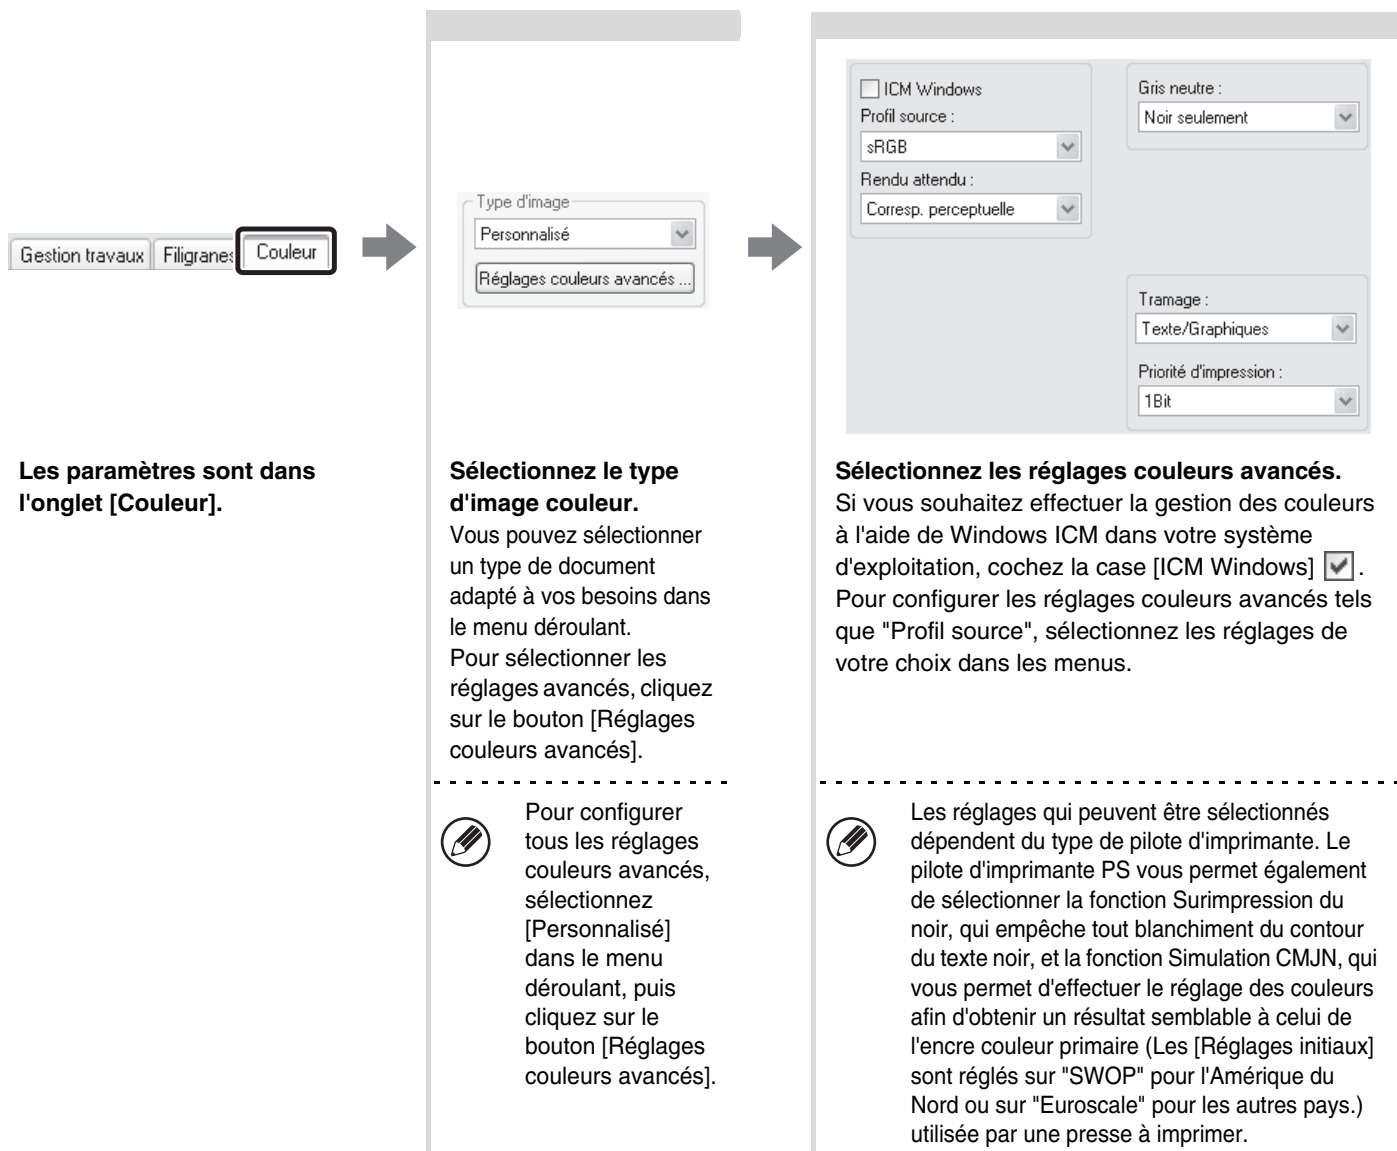 Gestion travaux
Filigranes
Couleur
Les paramètres sont dans
l'onglet [Couleur].
Type d'image
Personnalisé
Réglages couleurs avancés ...
Sélectionnez le type
d'image couleur.
Vous pouvez sélectionner
un type de document
adapté à vos besoins dans
le menu déroulant.
Pour sélectionner les
réglages avancés, cliquez
sur le bouton [Réglages
couleurs avancés].
Pour configurer
tous les réglages
couleurs avancés,
sélectionnez
[Personnalisé]
dans le menu
déroulant, puis
cliquez sur le
bouton [Réglages
couleurs avancés].
ICM Windows
Profil source :
sRGB
Rendu attendu :
Corresp. perceptuelle
Gris neutre :
Noir seulement
Tramage :
Texte/Graphiques
Priorité d'impression :
1Bit
Sélectionnez les réglages couleurs avancés.
Si vous souhaitez effectuer la gestion des couleurs
à l'aide de Windows ICM dans votre système
d'exploitation, cochez la case [ICM Windows] .
Pour configurer les réglages couleurs avancés tels
que "Profil source", sélectionnez les réglages de
votre choix dans les menus.
Les réglages qui peuvent être sélectionnés
dépendent du type de pilote d'imprimante. Le
pilote d'imprimante PS vous permet également
de sélectionner la fonction Surimpression du
noir, qui empêche tout blanchiment du contour
du texte noir, et la fonction Simulation CMJN, qui
vous permet d'effectuer le réglage des couleurs
afin d'obtenir un résultat semblable à celui de
l'encre couleur primaire (Les [Réglages initiaux]
sont réglés sur "SWOP" pour l'Amérique du
Nord ou sur "Euroscale" pour les autres pays.)
utilisée par une presse à imprimer.